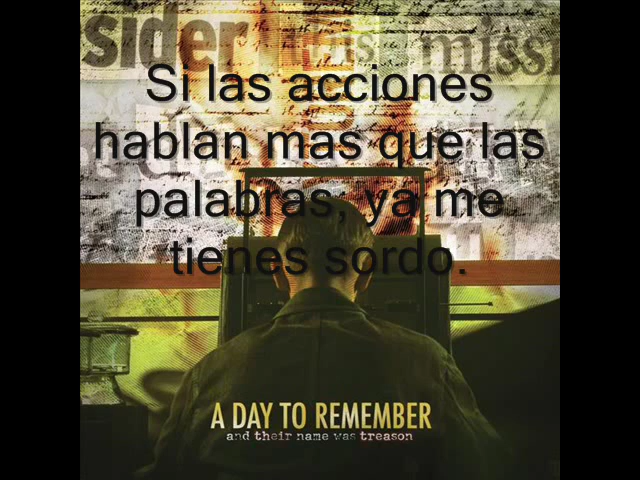 sider
this
miss
Si las acciones
hablan mas que las
palabras, ya me
tienes sordo.
A DAY TO REMEMBER
and their name was treason